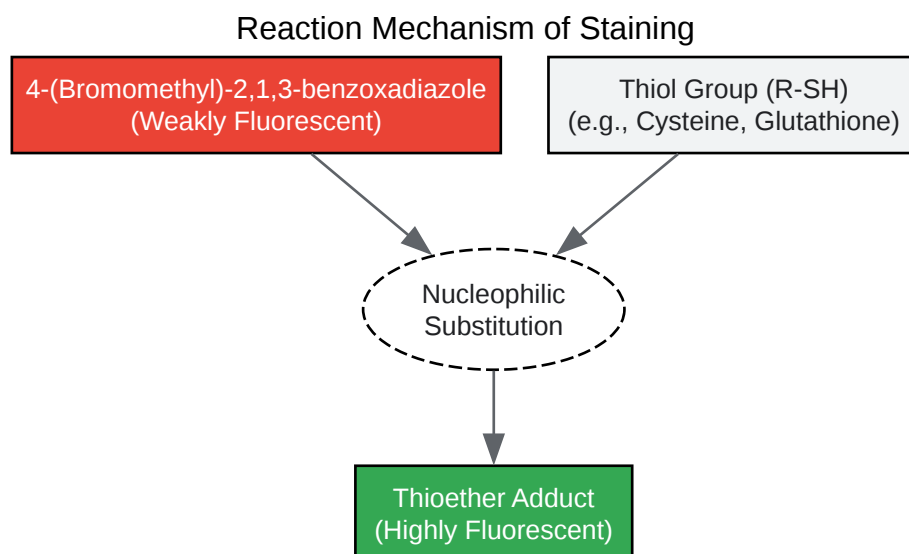 Reaction Mechanism of Staining
4-(Bromomethyl)-2,1,3-benzoxadiazole
(Weakly Fluorescent)
Thiol Group (R-SH)
(e.g., Cysteine, Glutathione)
Nucleophilic
Substitution
Thioether Adduct
(Highly Fluorescent)